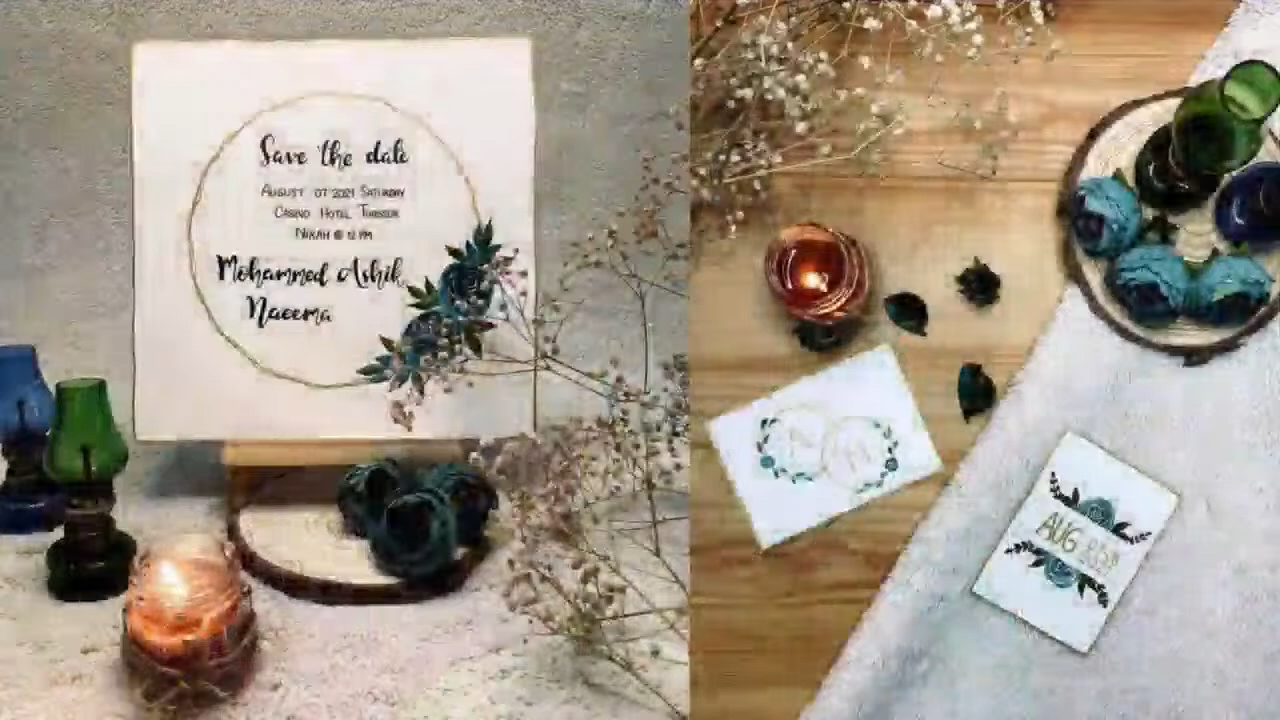 Save the date
August 07 2021 Saturday
Casino Hotel Thrissur
Nikah @ 12 PM
Mohammed Ashik
Naeema
AUG